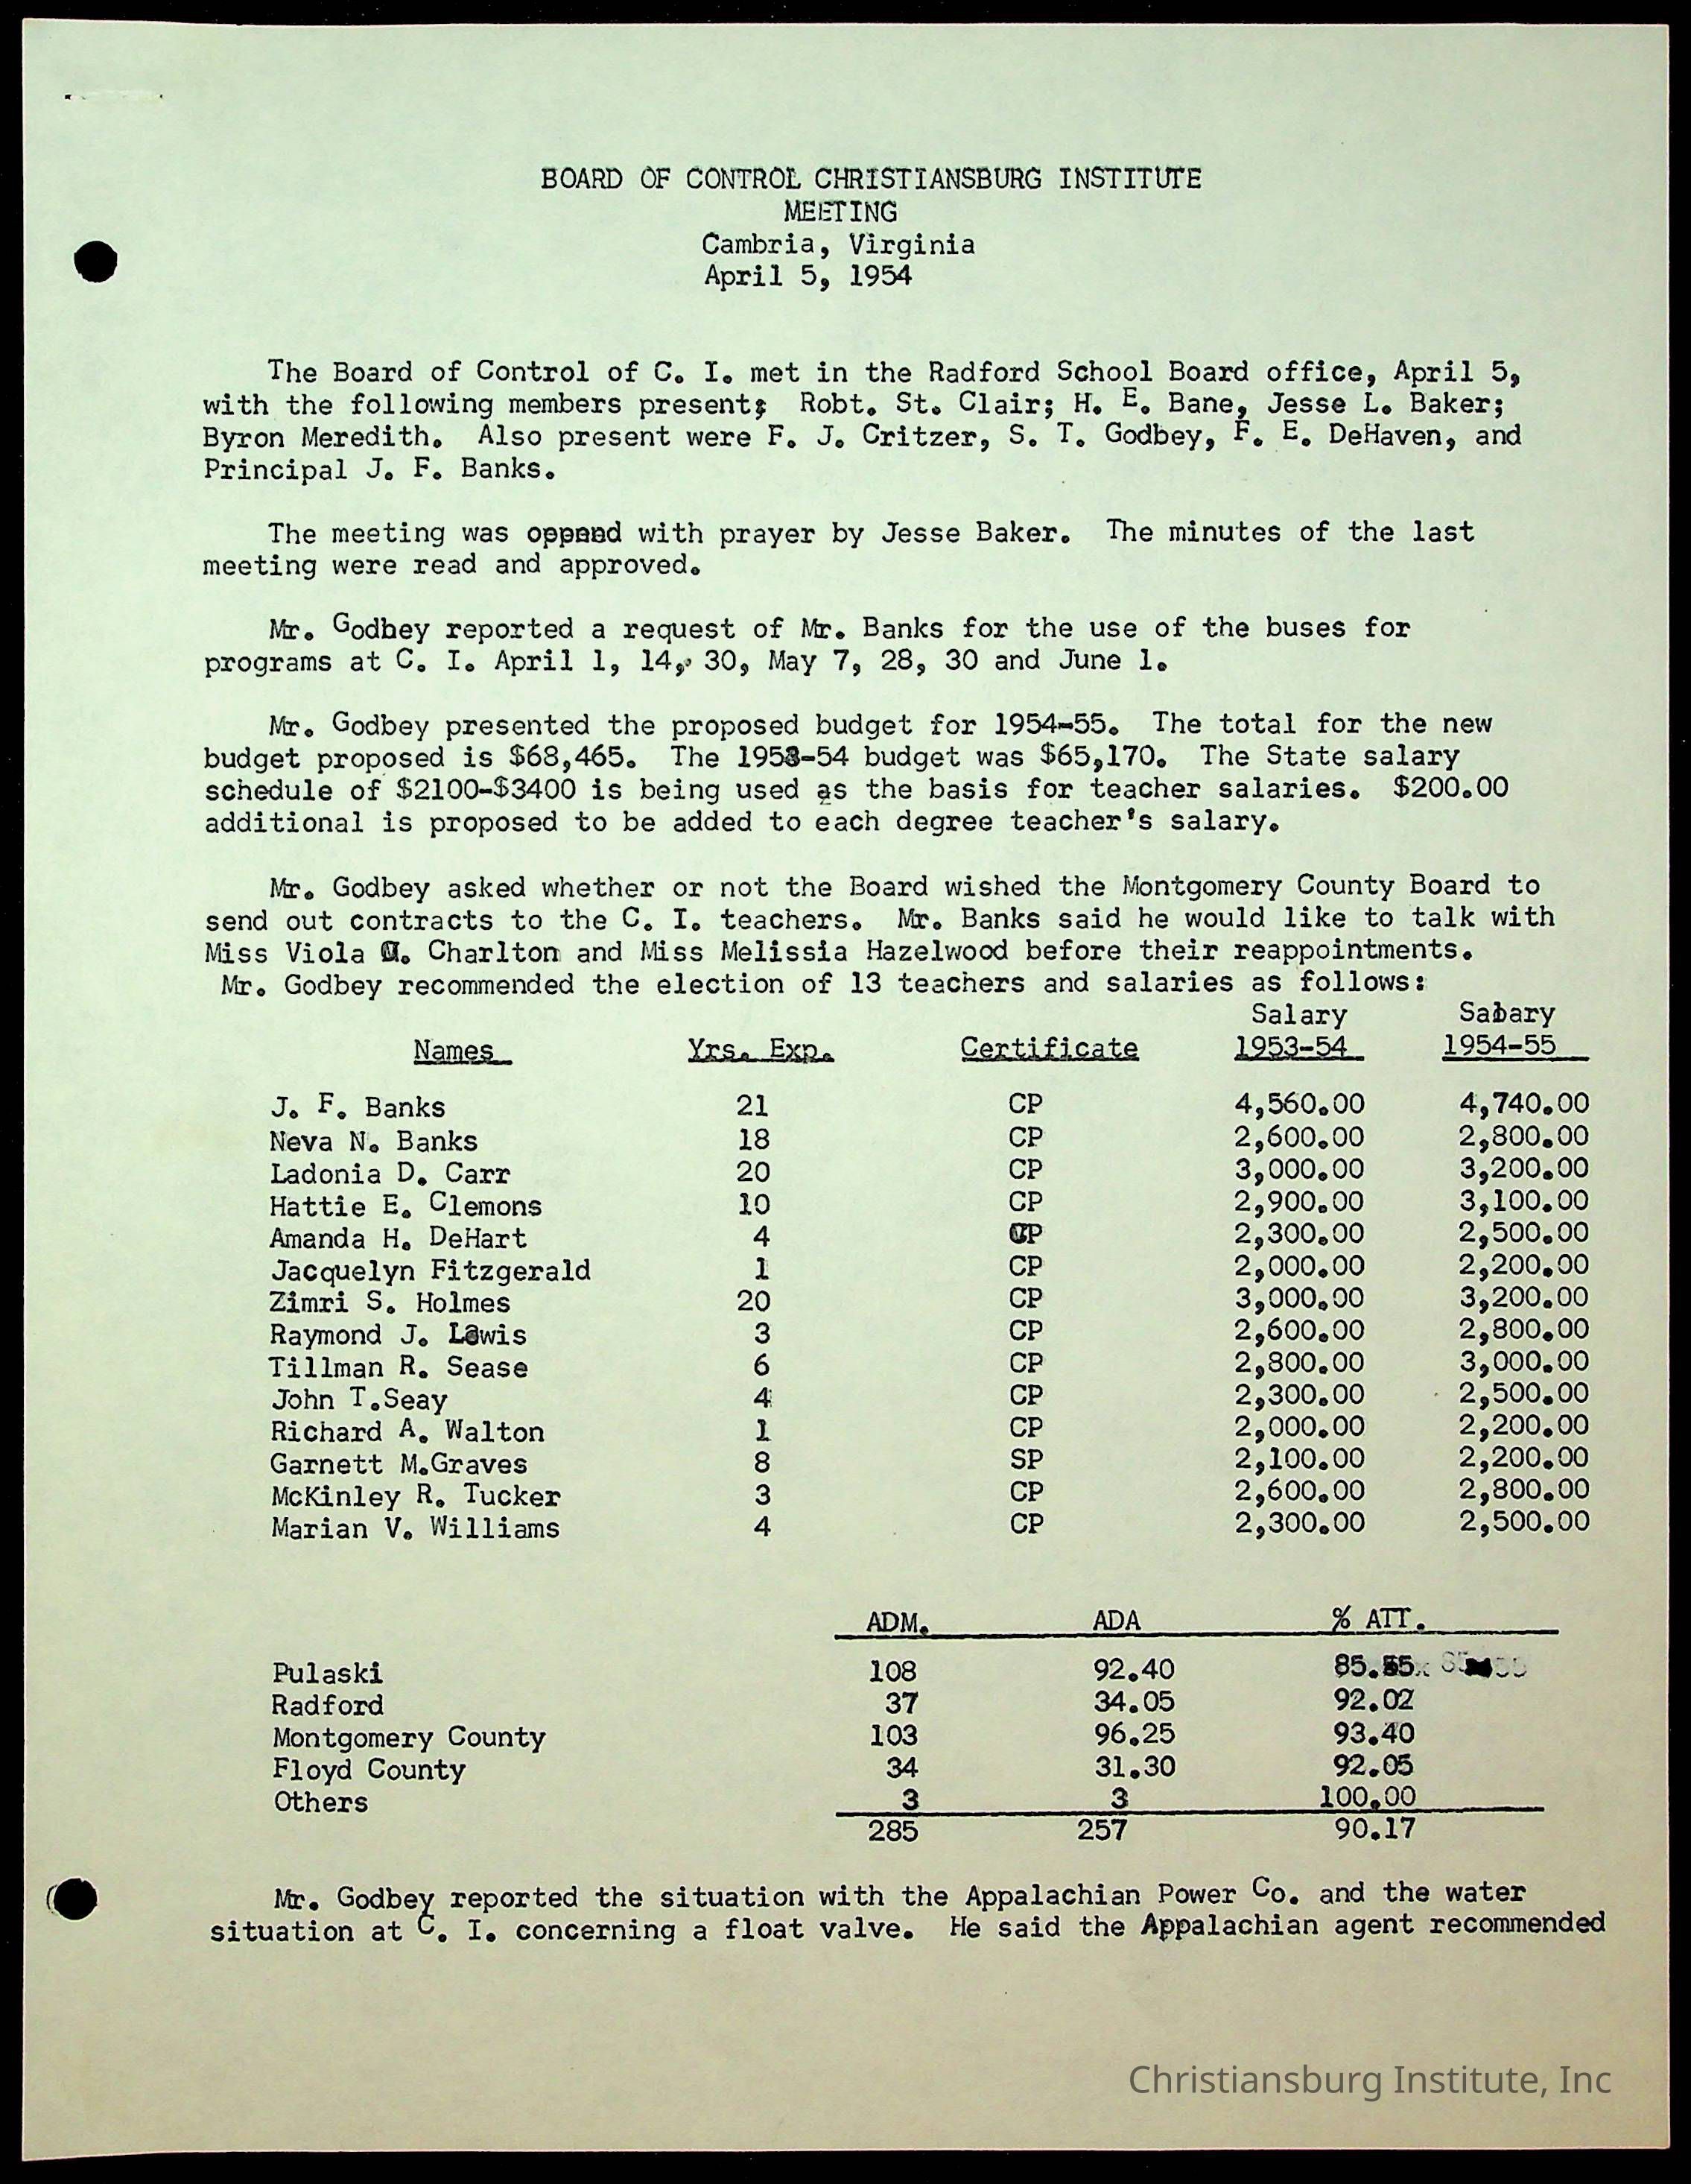 BOARD OF CONTROL CHRISTIANSBURG INSTITUTE
MEETING
Cambria, Virginia
April 5, 1954
The Board of Control of C. I. met in the Radford School Board office, April 5,
with the following members present; Robt. St. Clair; H. E. Bane, Jesse L. Baker;
Byron Meredith. Also present were F. J. Critzer, S. T. Godbey, F. E. DeHaven, and
Principal J. F. Banks.
The meeting was with prayer by Jesse Baker. The minutes of the last
meeting were read and approved.
Mr. Godbey reported a request of Mr. Banks for the use of the buses for
programs at C. I. April 1, 14, 30, May 7, 28, 30 and June 1.
Mr. Godbey presented the proposed budget for 1954-55. The total for the new
budget proposed is $68,465. The 1953-54 budget was $65,170. The State salary
schedule of $2100-$3400 is being used as the basis for teacher salaries. $200.00
additional is proposed to be added to each degree teacher's salary.
Mr. Godbey asked whether or not the Board wished the Montgomery County Board to
send out contracts to the C. I. teachers. Mr. Banks said he would like to talk with
Miss Viola Charlton and Miss Melissia Hazelwood before their reappointments.
Mr. Godbey recommended the election of 13 teachers and salaries as follows:
Salary Sabary
Names Yrs. Exp. Certificate 1953-54 1954-55
J. F. Banks 21 CP 4,560.00 4,740.00
Neva N. Banks 18 CP 2,600.00 2,800.00
Ladonia D. Carr 20 CP 3,000.00 3,200.00
Hattie E. Clemons 10 CP 2,900.00 3,100.00
Amanda H. DeHart 4 CP 2,300.00 2,500.00
Jacquelyn Fitzgerald 1 CP 2,000.00 2,200.00
Zimri S. Holmes 20 CP 3,000.00 3,200.00
Raymond J. Lewis 3 CP 2,600.00 2,800.00
Tillman R. Sease 6 CP 2,800.00 3,000.00
John T.Seay 4 CP 2,300.00 2,500.00
Richard A. Walton 1 CP 2,000.00 2,200.00
Garnett M.Graves 8 SP 2,100.00 2,200.00
McKinley R. Tucker 3 CP 2,600.00 2,800.00
Marian V. Williams 4 CP 2,300.00 2,500.00
ADM. ADA % ATT.
Pulaski 108 92.40 85.55
Radford 37 34.05 92.02
Montgomery County 103 96.25 93.40
Floyd County 34 31.30 92.05
Others 3 3 100.00
285 257 90.17
Mr. Godbey reported the situation with the Appalachian Power Co. and the water
situation at C. I. concerning a float valve. He said the Appalachian agent recommended
Christiansburg Institute, Inc